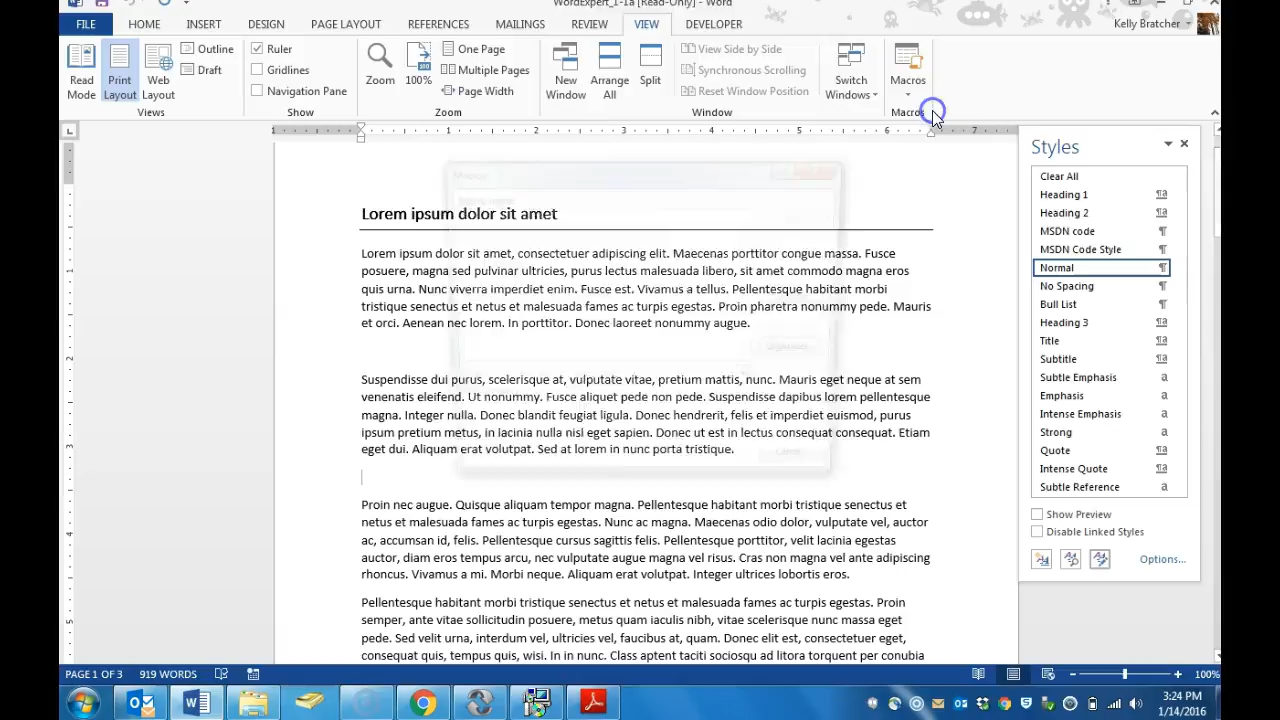 WordExpert_1-1a [Read-Only] - Word
FILE HOME INSERT DESIGN PAGE LAYOUT REFERENCES MAILINGS REVIEW VIEW DEVELOPER Kelly Bratcher
Read Mode
Print Layout
Web Layout
Outline
Draft
Views
Ruler
Gridlines
Navigation Pane
Show
Zoom
100%
One Page
Multiple Pages
Page Width
Zoom
New Window
Arrange All
Split
View Side by Side
Synchronous Scrolling
Reset Window Position
Window
Switch Windows
Macros
Macros
1 1 2 3 4 5 6 7
Lorem ipsum dolor sit amet
Lorem ipsum dolor sit amet, consectetuer adipiscing elit. Maecenas porttitor congue massa. Fusce
posuere, magna sed pulvinar ultricies, purus lectus malesuada libero, sit amet commodo magna eros
quis urna. Nunc viverra imperdiet enim. Fusce est. Vivamus a tellus. Pellentesque habitant morbi
tristique senectus et netus et malesuada fames ac turpis egestas. Proin pharetra nonummy pede. Mauris
et orci. Aenean nec lorem. In porttitor. Donec laoreet nonummy augue.
Suspendisse dui purus, scelerisque at, vulputate vitae, pretium mattis, nunc. Mauris eget neque at sem
venenatis eleifend. Ut nonummy. Fusce aliquet pede non pede. Suspendisse dapibus lorem pellentesque
magna. Integer nulla. Donec blandit feugiat ligula. Donec hendrerit, felis et imperdiet euismod, purus
ipsum pretium metus, in lacinia nulla nisl eget sapien. Donec ut est in lectus consequat consequat. Etiam
eget dui. Aliquam erat volutpat. Sed at lorem in nunc porta tristique.
Proin nec augue. Quisque aliquam tempor magna. Pellentesque habitant morbi tristique senectus et
netus et malesuada fames ac turpis egestas. Nunc ac magna. Maecenas odio dolor, vulputate vel, auctor
ac, accumsan id, felis. Pellentesque cursus sagittis felis. Pellentesque porttitor, velit lacinia egestas
auctor, diam eros tempus arcu, nec vulputate augue magna vel risus. Cras non magna vel ante adipiscing
rhoncus. Vivamus a mi. Morbi neque. Aliquam erat volutpat. Integer ultrices lobortis eros.
Pellentesque habitant morbi tristique senectus et netus et malesuada fames ac turpis egestas. Proin
semper, ante vitae sollicitudin posuere, metus quam iaculis nibh, vitae scelerisque nunc massa eget
pede. Sed velit urna, interdum vel, ultricies vel, faucibus at, quam. Donec elit est, consectetuer eget,
consequat quis, tempus quis, wisi. In in nunc. Class aptent taciti sociosqu ad litora torquent per conubia
1
2
3
4
5
Styles
Clear All
Heading 1
Heading 2
MSDN code
MSDN Code Style
Normal
No Spacing
Bull List
Heading 3
Title
Subtitle
Subtle Emphasis
Emphasis
Intense Emphasis
Strong
Quote
Intense Quote
Subtle Reference
Show Preview
Disable Linked Styles
Options...
PAGE 1 OF 3 919 WORDS 100%
3:24 PM
1/14/2016